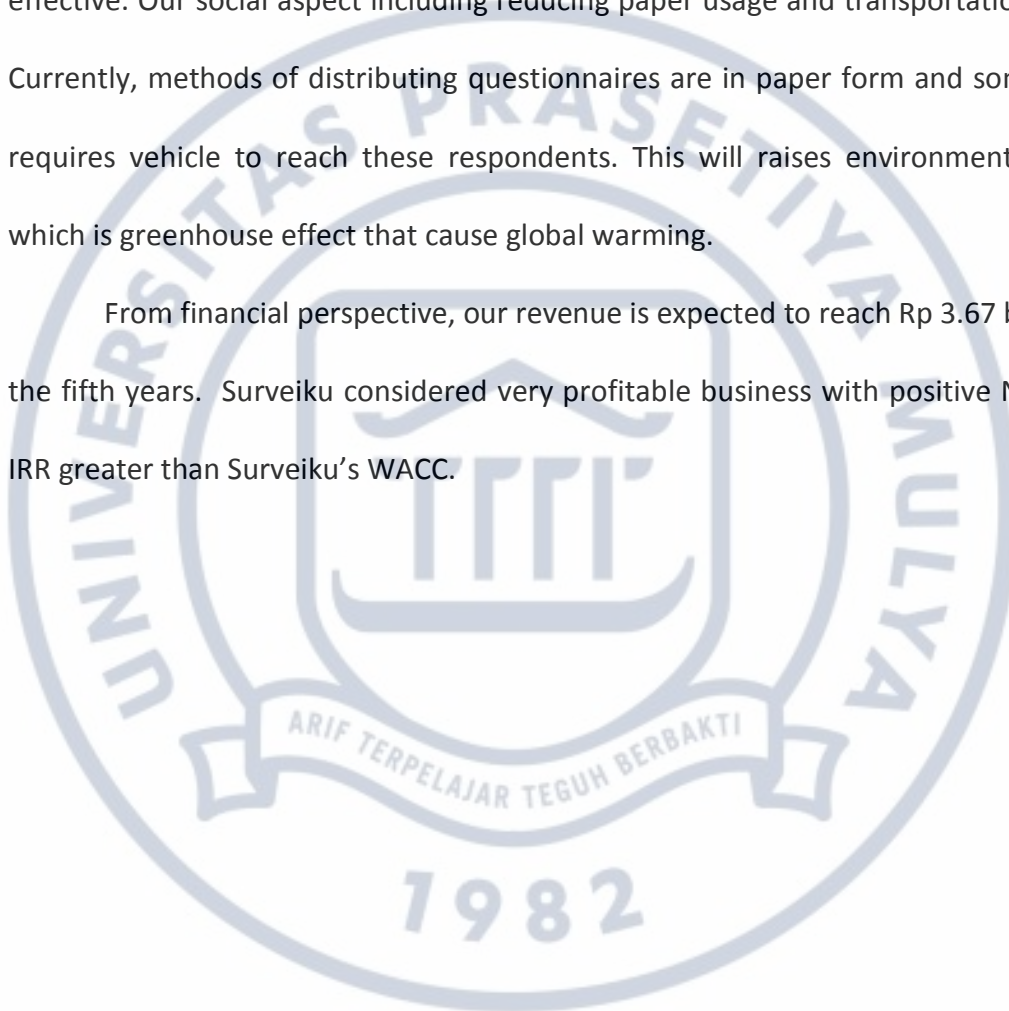 effective. Our social aspect including reducing paper usage and transportatio
Currently, methods of distributing questionnaires are in paper form and so
requires vehicle to reach these respondents. This will raises environment
which is greenhouse effect that cause global warming.
From financial perspective, our revenue is expected to reach Rp 3.67 b
the fifth years. Surveiku considered very profitable business with positive N
IRR greater than Surveiku's WACC.
UNIVERSITAS PRASETIYA MULYA
ARIF TERPELAJAR TEGUH BERBAKTI
1982